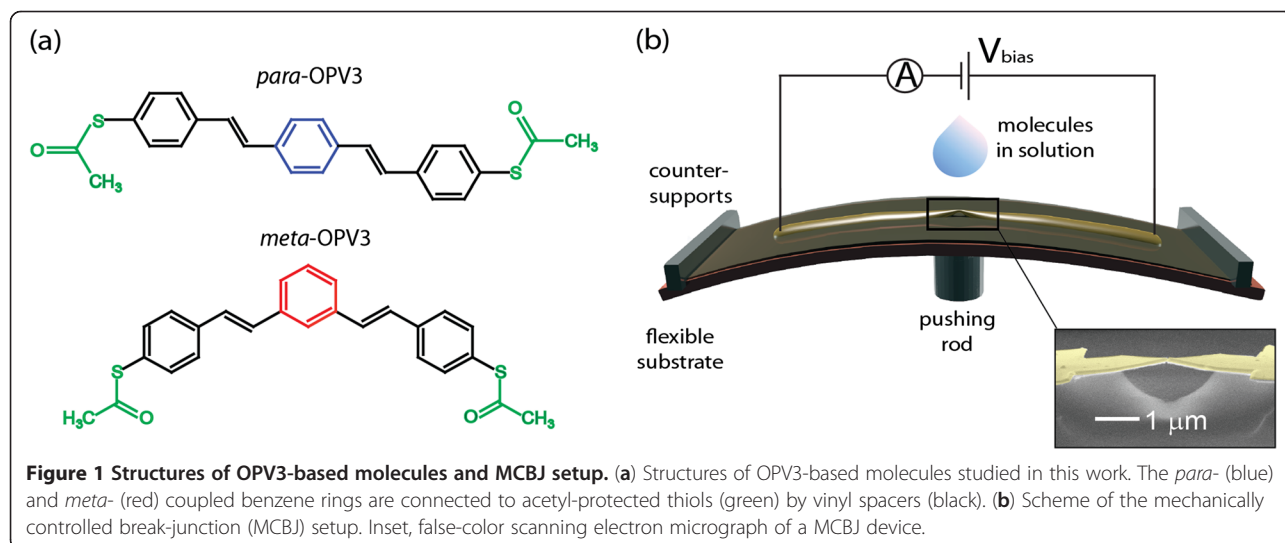 (a)
para-OPV3
S
O
CH₃
O
CH₃
S
meta-OPV3
S
H₃C
O
S
O
CH₃
(b)
A
Vbias
molecules
in solution
counter-
supports
flexible
substrate
pushing
rod
1 μm
Figure 1 Structures of OPV3-based molecules and MCBJ setup. (a) Structures of OPV3-based molecules studied in this work. The para- (blue)
and meta- (red) coupled benzene rings are connected to acetyl-protected thiols (green) by vinyl spacers (black). (b) Scheme of the mechanically
controlled break-junction (MCBJ) setup. Inset, false-color scanning electron micrograph of a MCBJ device.